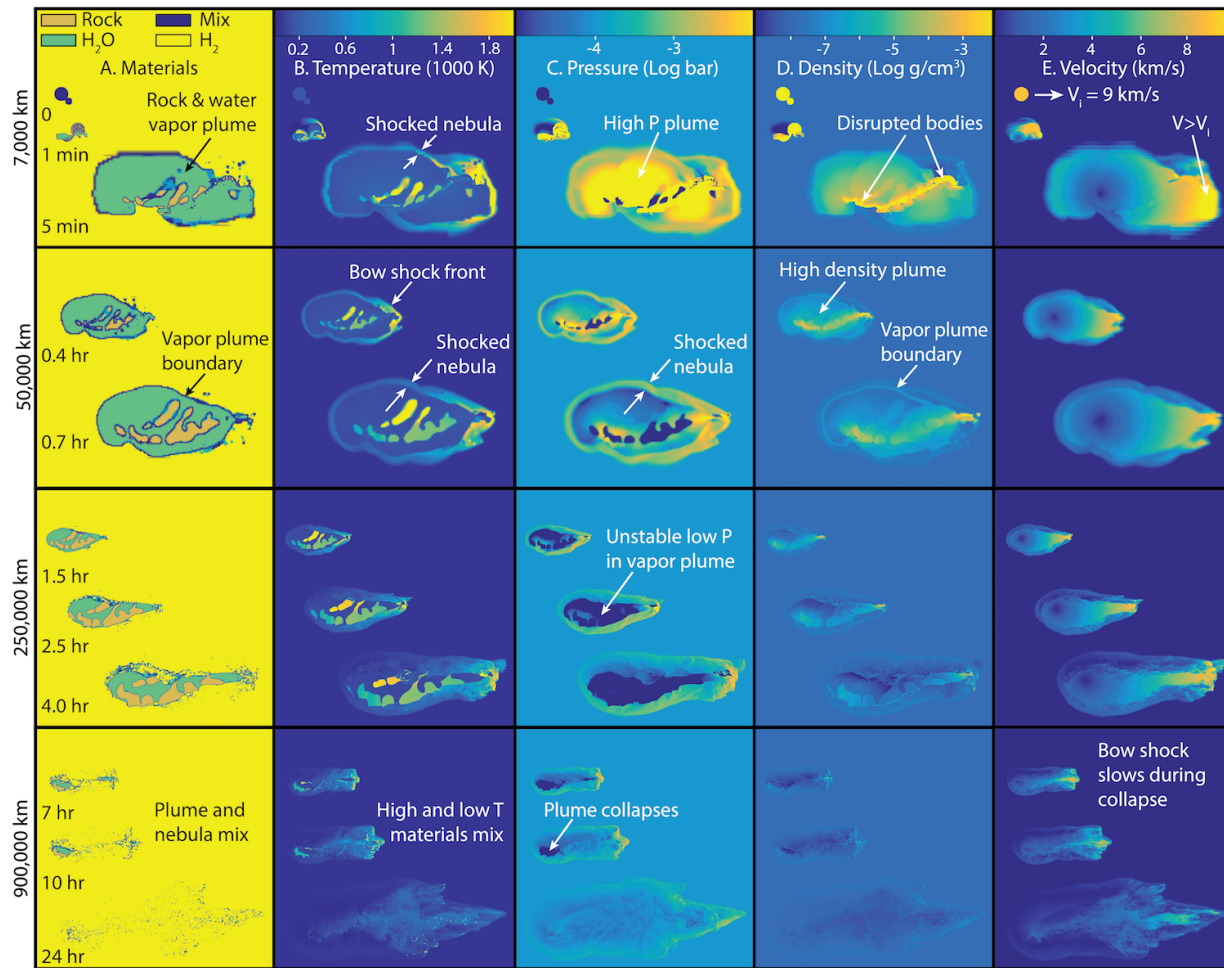 Rock Mix
H₂O H₂
0.2 0.6 1 1.4 1.8
-4 -3
-7 -5 -3
2 4 6 8
A. Materials
B. Temperature (1000 K)
C. Pressure (Log bar)
D. Density (Log g/cm³)
E. Velocity (km/s)
7,000 km
0
1 min
5 min
Rock & water
vapor plume
Shocked nebula
High P plume
Disrupted bodies
Vᵢ = 9 km/s
V>Vᵢ
50,000 km
0.4 hr
0.7 hr
Vapor plume
boundary
Bow shock front
Shocked
nebula
Shocked
nebula
High density plume
Vapor plume
boundary
250,000 km
1.5 hr
2.5 hr
4.0 hr
Unstable low P
in vapor plume
900,000 km
7 hr
10 hr
24 hr
Plume and
nebula mix
High and low T
materials mix
Plume collapses
Bow shock
slows during
collapse